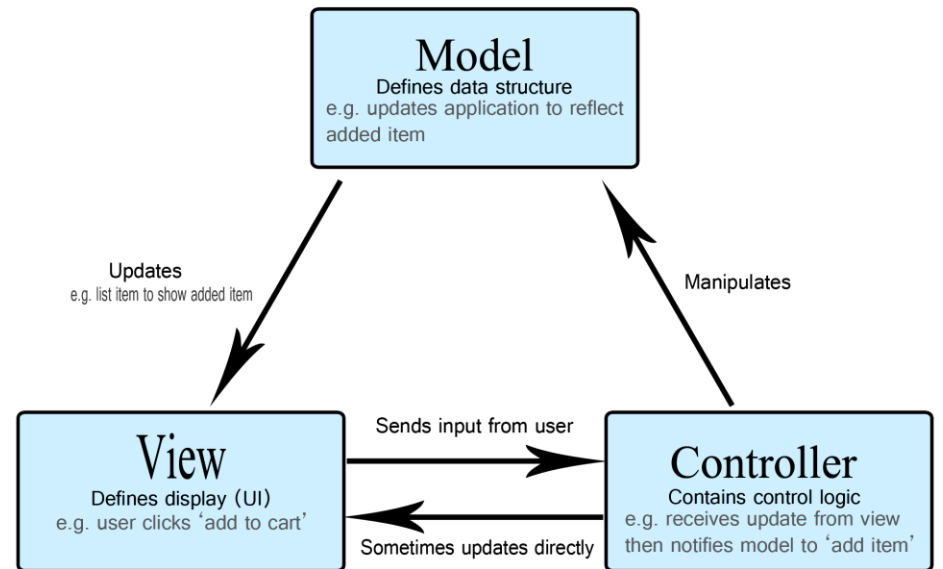 Model
Defines data structure
e.g. updates application to reflect
added item
Updates
e.g. list item to show added item
Manipulates
View
Defines display (UI)
e.g. user clicks ‘add to cart’
Sends input from user
Sometimes updates directly
Controller
Contains control logic
e.g. receives update from view
then notifies model to ‘add item’